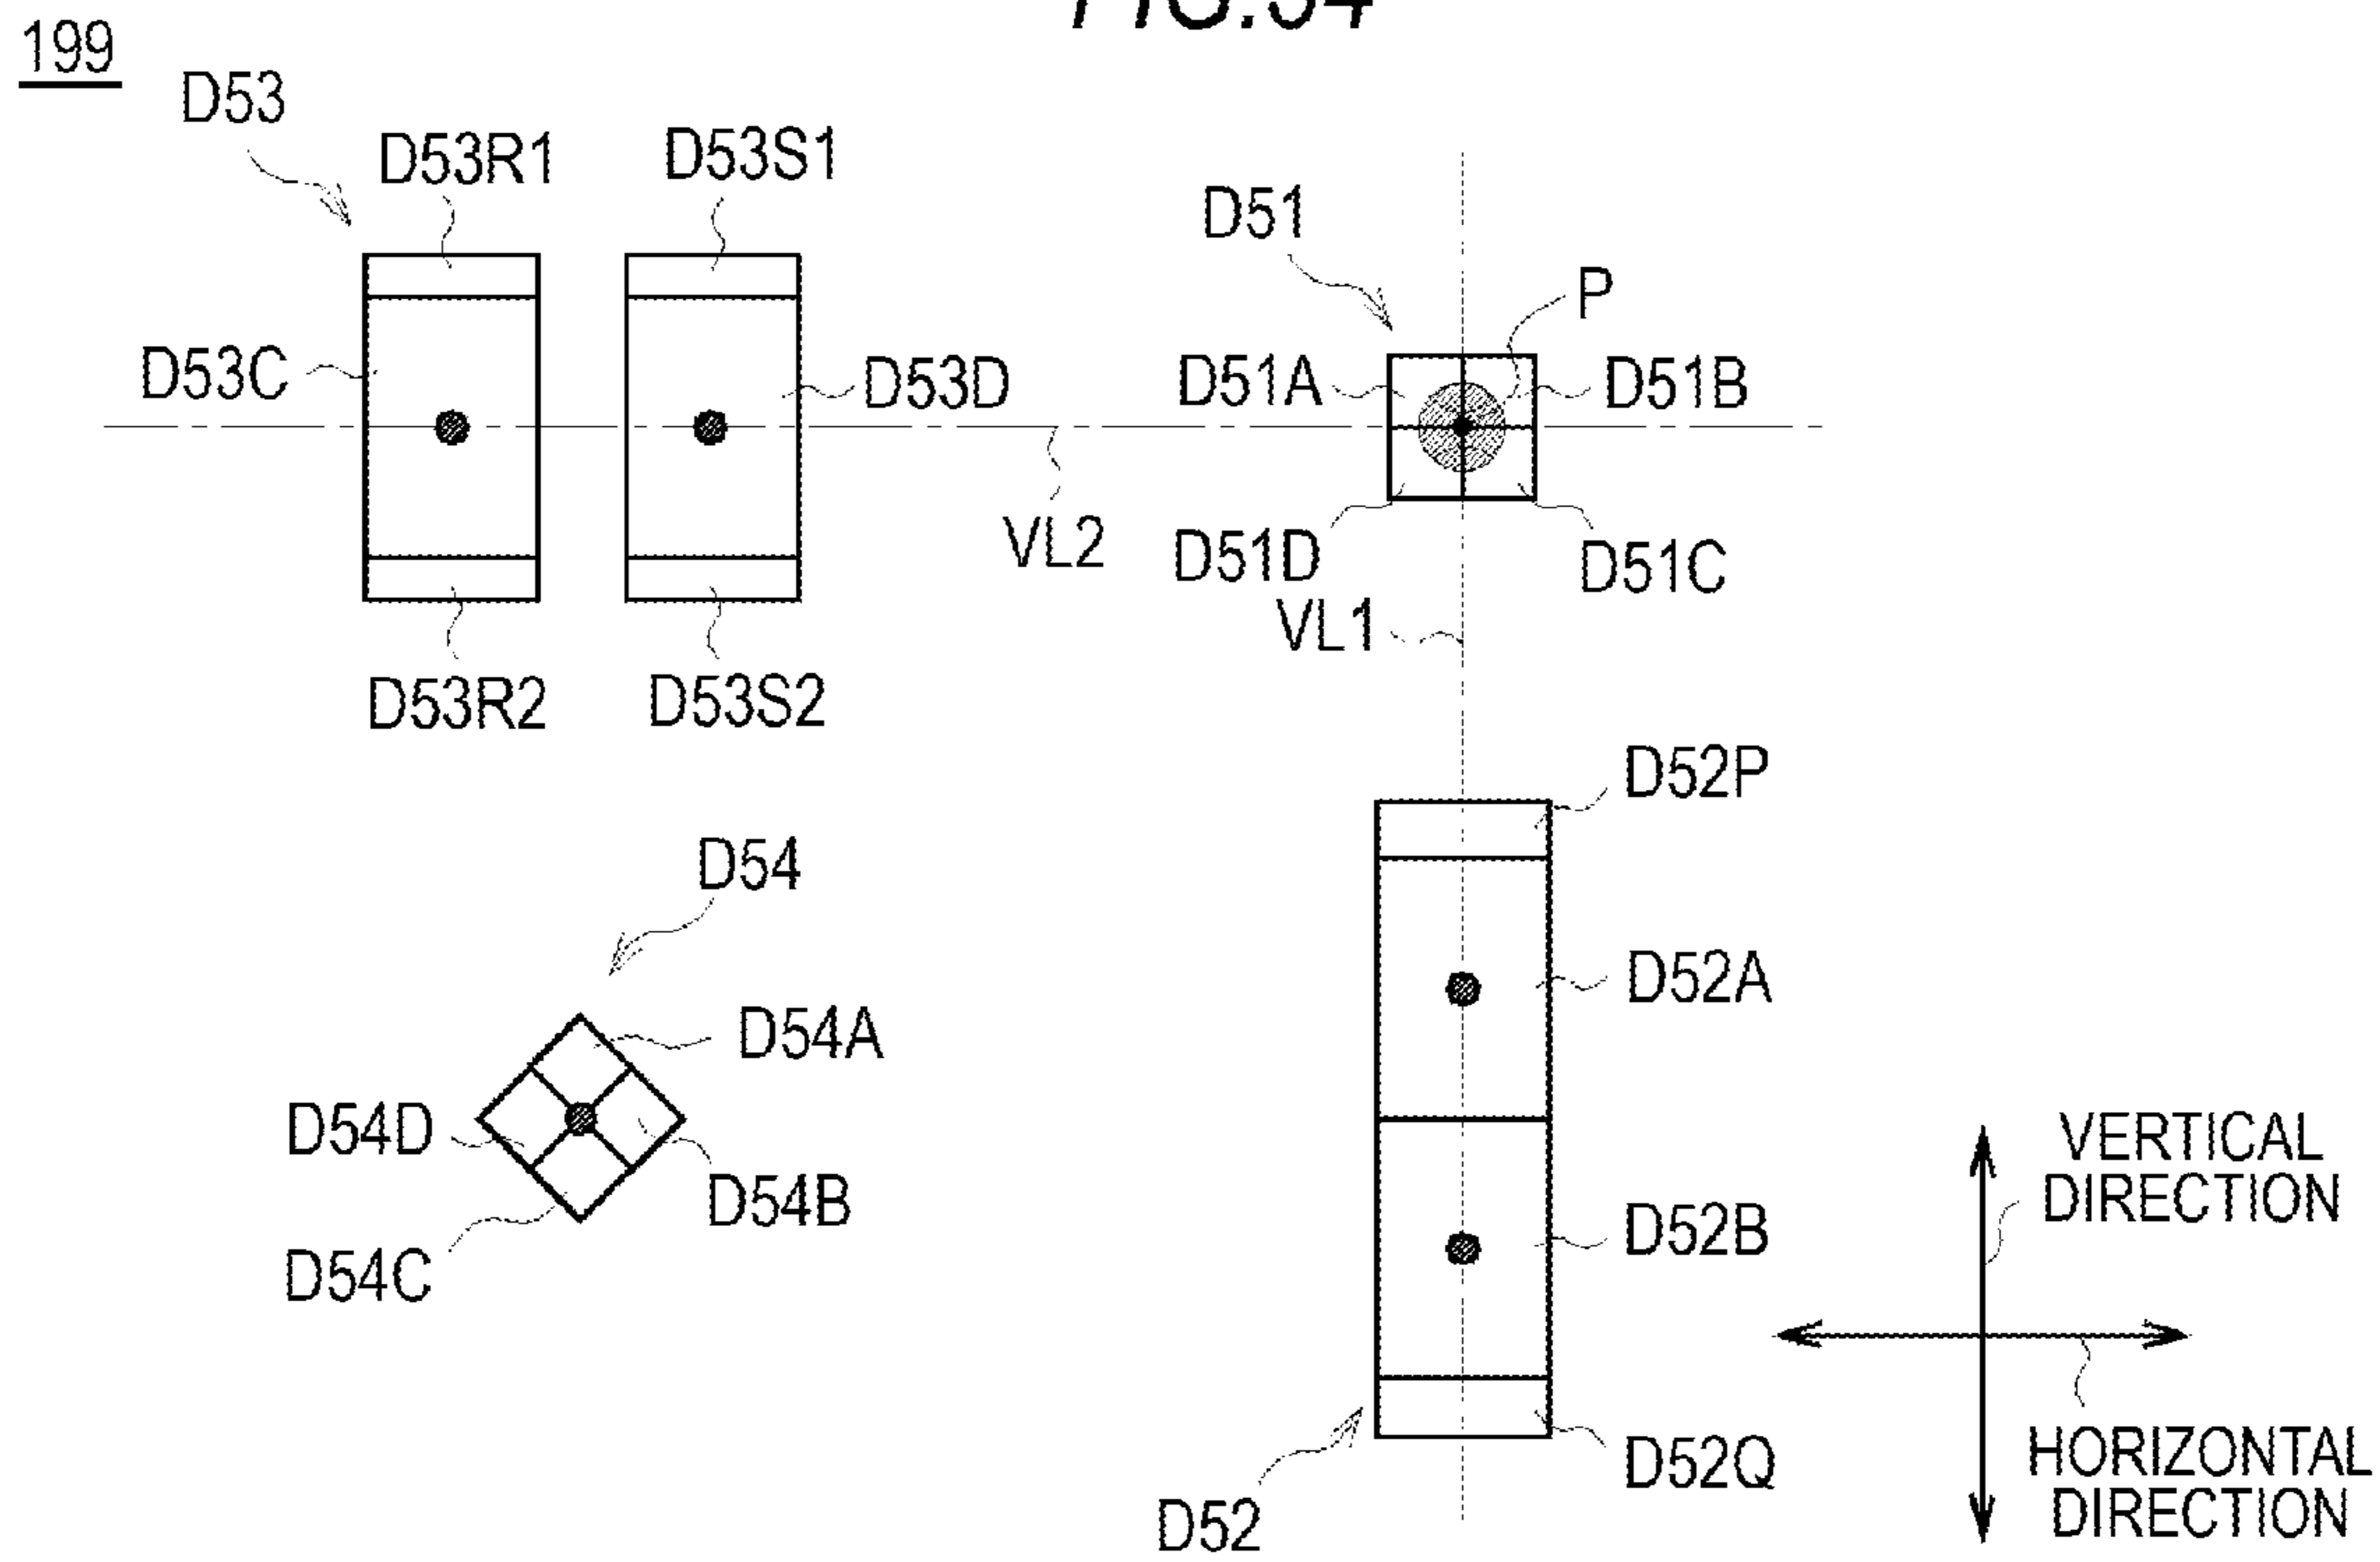 199
D53
D53R1
D53S1
D51
P
D53C
D53D
D51A
D51B
VL2
D51D
D51C
VL1
D53R2
D53S2
D52P
D54
D52A
D54A
D54D
D54B
D54C
D52B
VERTICAL
DIRECTION
HORIZONTAL
DIRECTION
D52Q
D52